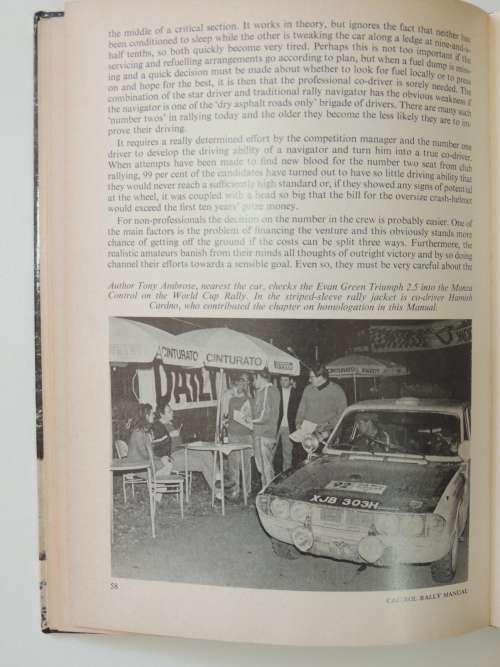 the middle of a critical section. It works in theory, but ignores the fact that neither has
been conditioned to sleep while the other is tweaking the car along a ledge at nine-and-a-
half tenths, so both quickly become very tired. Perhaps this is not too important if the
servicing and refuelling arrangements go according to plan, but when a fuel dump is miss-
ing and a quick decision must be made about whether to look for fuel locally or to press
on and hope for the best, it is then that the professional co-driver is sorely needed. The
combination of the star driver and traditional rally navigator has the obvious weakness if
the navigator is one of the 'dry asphalt roads only' brigade of drivers. There are many such
'number twos' in rallying today and the older they become the less likely they are to im-
prove their driving.
It requires a really determined effort by the competition manager and the number one
driver to develop the driving ability of a navigator and turn him into a true co-driver.
When attempts have been made to find new blood for the number two seat from club
rallying, 99 per cent of the candidates have turned out to have so little driving ability that
they would never reach a sufficiently high standard or, if they showed any signs of potential
at the wheel, it was coupled with a head so big that the bill for the oversize crash-helmet
would exceed the first ten years' prize money.
For non-professionals the decision on the number in the crew is probably easier. One of
the main factors is the problem of financing the venture and this obviously stands more
chance of getting off the ground if the costs can be split three ways. Furthermore, the
realistic amateurs banish from their minds all thoughts of outright victory and by so doing
channel their efforts towards a sensible goal. Even so, they must be very careful about the
Author Tony Ambrose, nearest the car, checks the Evan Green Triumph 2.5 into the Monza
Control on the World Cup Rally. In the striped-sleeve rally jacket is co-driver Hamish
Cardno, who contributed the chapter on homologation in this Manual.
CINTURATO
CINTURATO
XJB 303H
58
CASTROL RALLY MANUAL